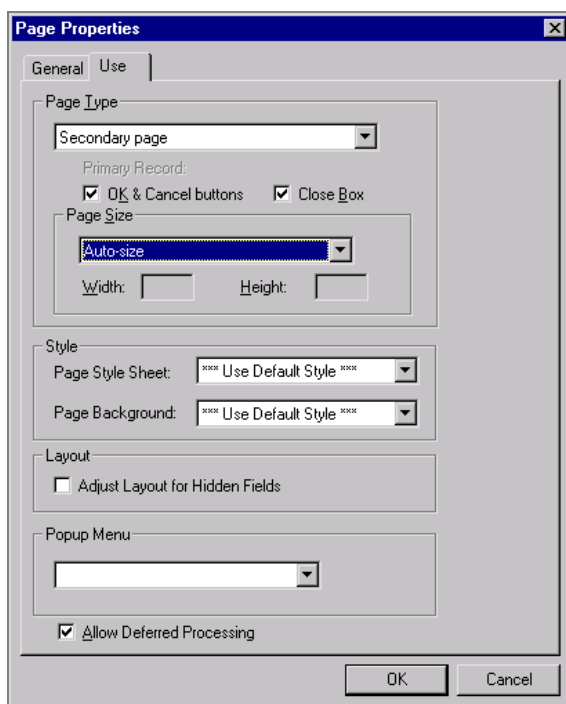 Page Properties
General Use
Page Type
Secondary page
Primary Record:
OK & Cancel buttons Close Box
Page Size
Auto-size
Width: Height:
Style
Page Style Sheet: *** Use Default Style ***
Page Background: *** Use Default Style ***
Layout
Adjust Layout for Hidden Fields
Popup Menu
Allow Deferred Processing
OK Cancel